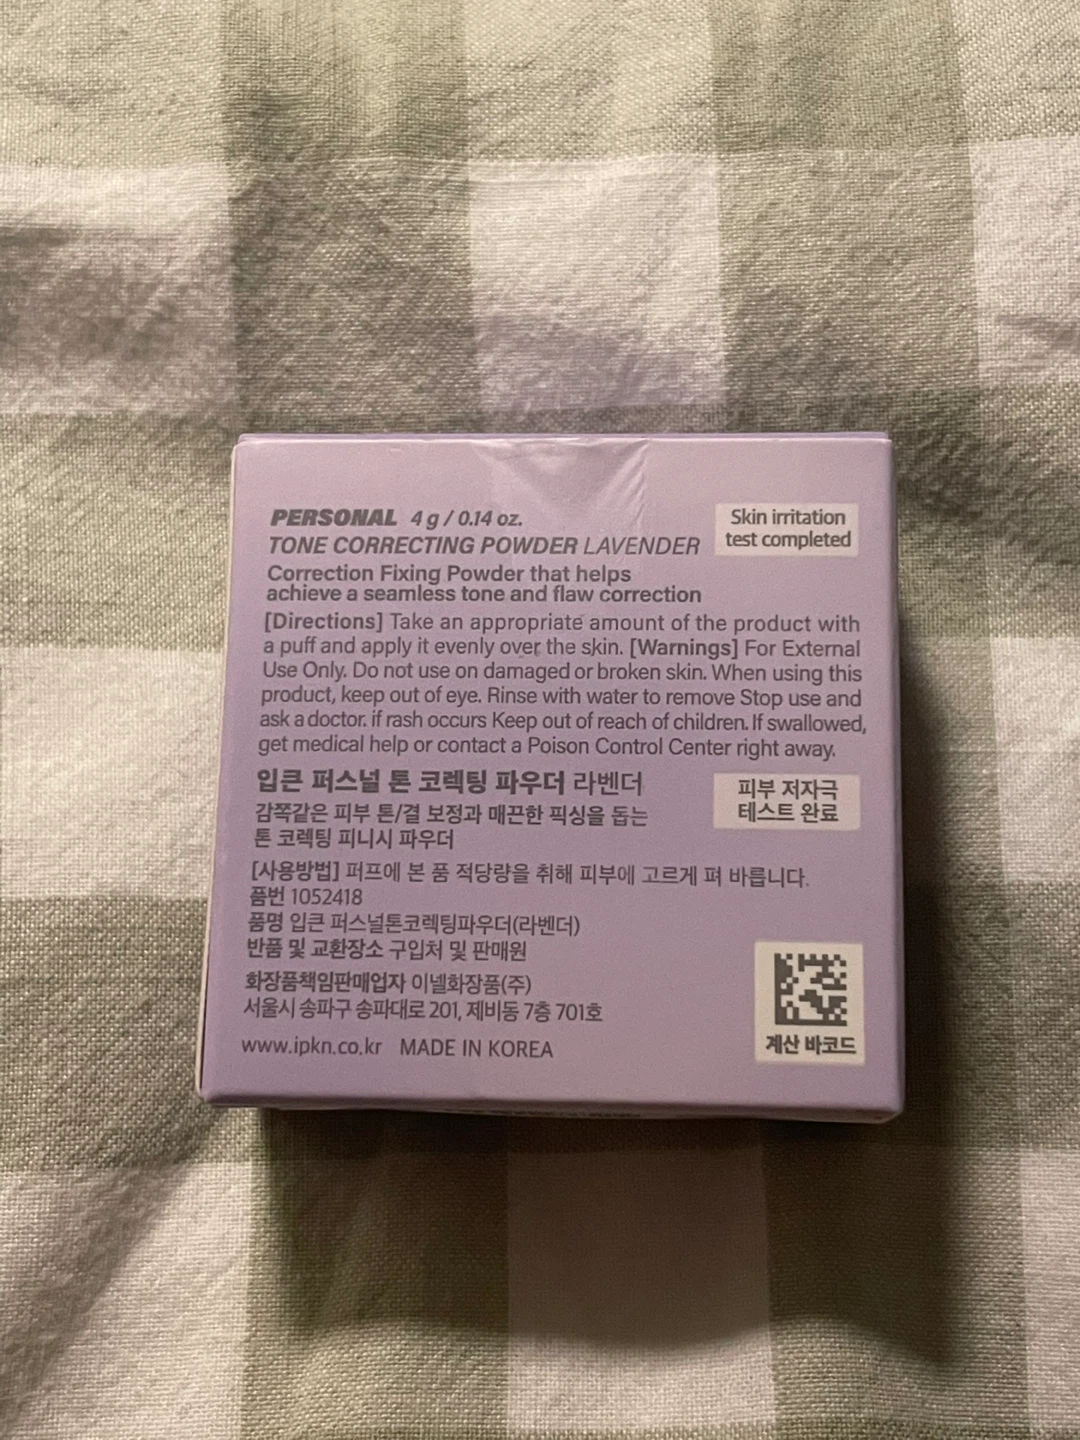 PERSONAL 4 g / 0.14 oz.
TONE CORRECTING POWDER LAVENDER
Skin irritation
test completed
Correction Fixing Powder that helps
achieve a seamless tone and flaw correction
[Directions] Take an appropriate amount of the product with
a puff and apply it evenly over the skin. [Warnings] For External
Use Only. Do not use on damaged or broken skin. When using this
product, keep out of eye. Rinse with water to remove Stop use and
ask a doctor. if rash occurs Keep out of reach of children. If swallowed,
get medical help or contact a Poison Control Center right away.
입큰 퍼스널 톤 코렉팅 파우더 라벤더
감쪽같은 피부 톤/결 보정과 매끈한 픽싱을 돕는
톤 코렉팅 피니시 파우더
피부 저자극
테스트 완료
[사용방법] 퍼프에 본 품 적당량을 취해 피부에 고르게 펴 바릅니다.
품번 1052418
품명 입큰 퍼스널톤코렉팅파우더(라벤더)
반품 및 교환장소 구입처 및 판매원
화장품책임판매업자 이넬화장품(주)
서울시 송파구 송파대로 201, 제비동 7층 701호
www.ipkn.co.kr MADE IN KOREA
계산 바코드